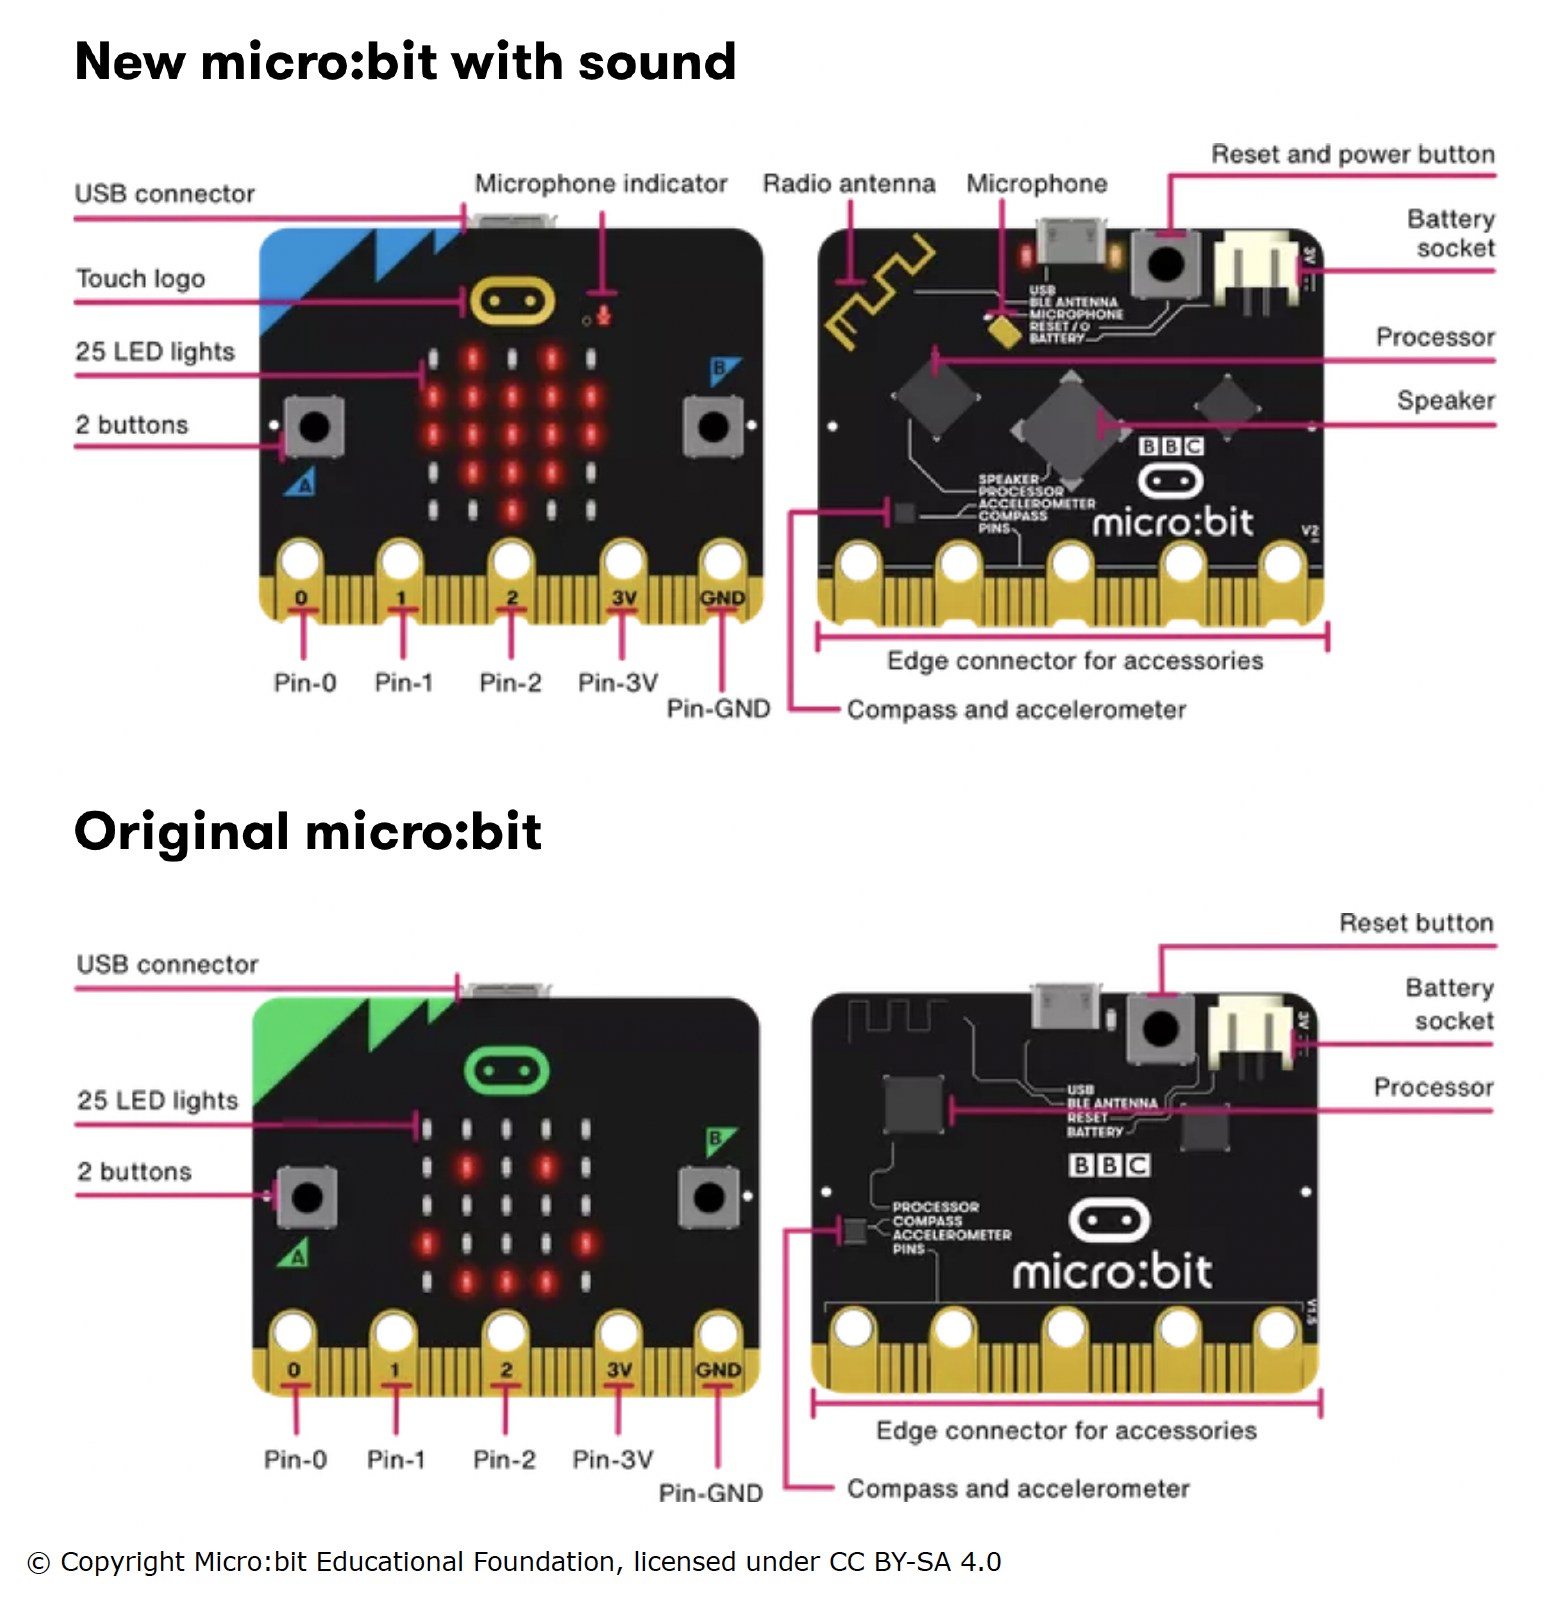 New micro:bit with sound
Reset and power button
USB connector
Microphone indicator
Radio antenna
Microphone
Battery
socket
Touch logo
3V
USB
BLE ANTENNA
MICROPHONE
RESET / O
BATTERY
25 LED lights
Processor
B
2 buttons
Speaker
A
BBC
SPEAKER
PROCESSOR
ACCELEROMETER
COMPASS
PINS
micro:bit
V2
0
1
2
3V
GND
Pin-0
Pin-1
Pin-2
Pin-3V
Pin-GND
Edge connector for accessories
Compass and accelerometer
Original micro:bit
Reset button
USB connector
Battery
socket
3V
25 LED lights
Processor
USB
BLE ANTENNA
RESET
BATTERY
B
2 buttons
BBC
A
PROCESSOR
COMPASS
ACCELEROMETER
PINS
micro:bit
V1.5
0
1
2
3V
GND
Pin-0
Pin-1
Pin-2
Pin-3V
Pin-GND
Edge connector for accessories
Compass and accelerometer
© Copyright Micro:bit Educational Foundation, licensed under CC BY-SA 4.0